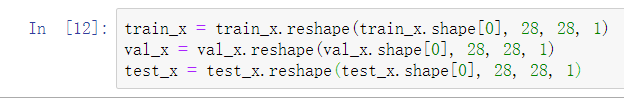 In [12]: train_x = train_x.reshape(train_x.shape[0], 28, 28, 1)
val_x = val_x.reshape(val_x.shape[0], 28, 28, 1)
test_x = test_x.reshape(test_x.shape[0], 28, 28, 1)